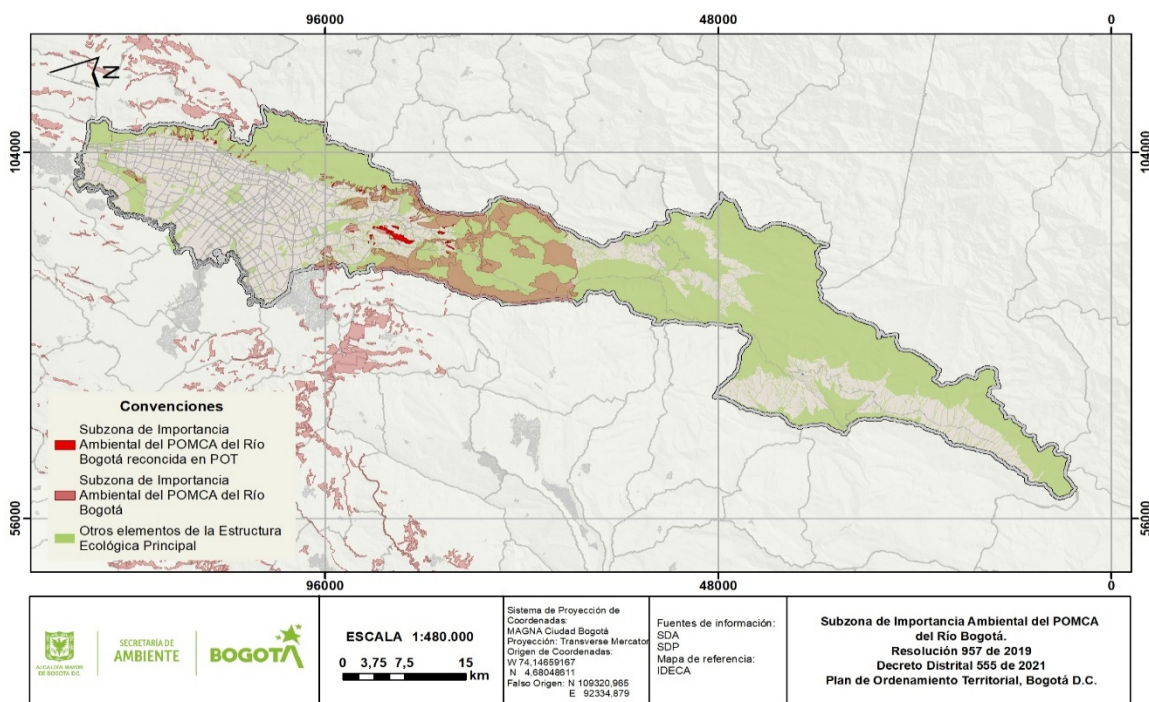 96000
48000
0
N
104000
104000
56000
56000
Convenciones
Subzona de Importancia
Ambiental del POMCA del Río
Bogotá reconcida en POT
Subzona de Importancia
Ambiental del POMCA del Río
Bogotá
Otros elementos de la Estructura
Ecológica Principal
96000
48000
0
ALCALDÍA MAYOR
DE BOGOTÁ D.C.
SECRETARÍA DE
AMBIENTE
BOGOTÁ
ESCALA 1:480.000
0 3,75 7,5 15
km
Sistema de Proyección de
Coordenadas:
MAGNA Ciudad Bogotá
Proyección: Transverse Mercator
Origen de Coordenadas:
W 74,14659167
N 4,68048611
Falso Origen: N 109320,965
E 92334,879
Fuentes de información:
SDA
SDP
Mapa de referencia:
IDECA
Subzona de Importancia Ambiental del POMCA
del Río Bogotá.
Resolución 957 de 2019
Decreto Distrital 555 de 2021
Plan de Ordenamiento Territorial, Bogotá D.C.